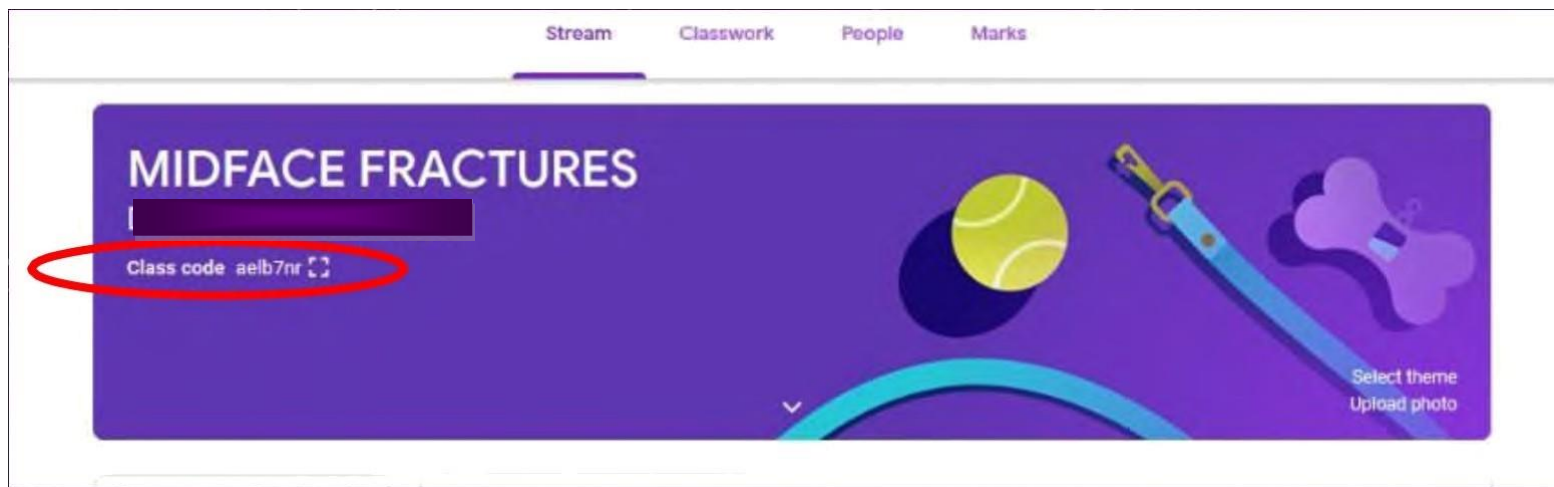 Stream Classwork People Marks
MIDFACE FRACTURES
Class code aelb7nr
Select theme
Upload photo